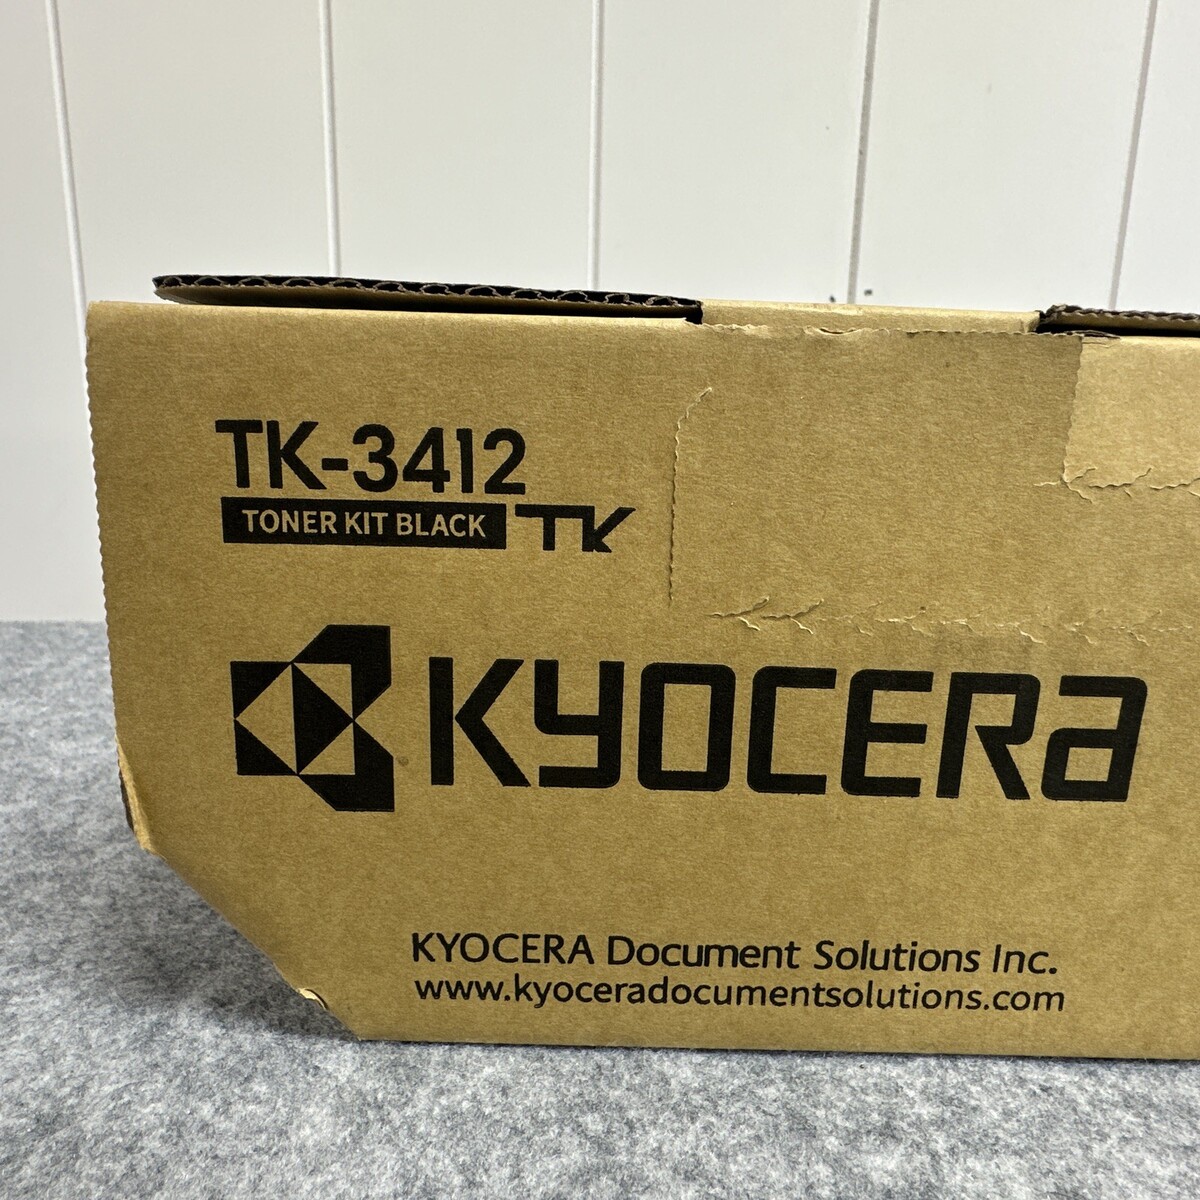 TK-3412
TONER KIT BLACK TK
KYOCERA
KYOCERA Document Solutions Inc.
www.kyoceradocumentsolutions.com